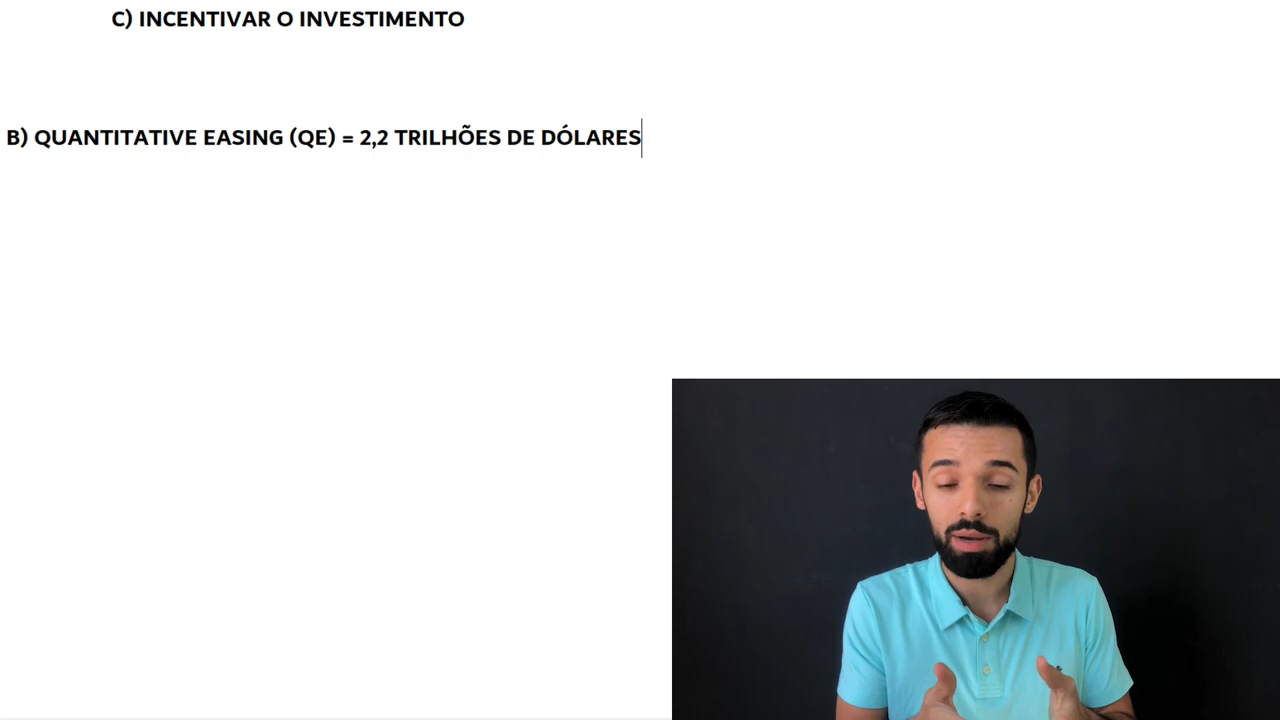 C) INCENTIVAR O INVESTIMENTO
B) QUANTITATIVE EASING (QE) = 2,2 TRILHÕES DE DÓLARES